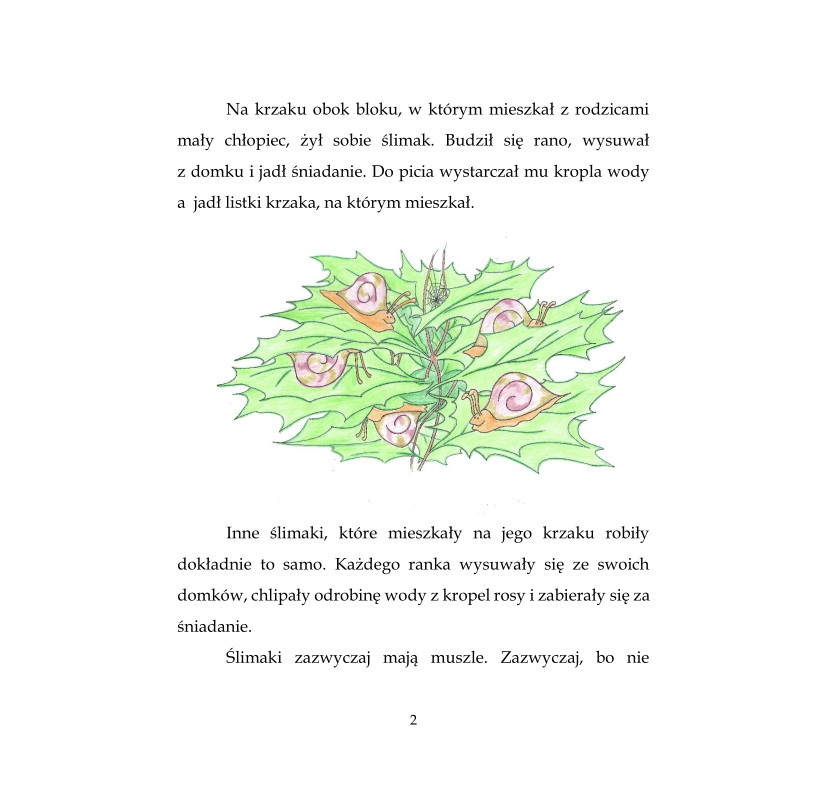 Na krzaku obok bloku, w którym mieszkał z rodzicami
mały chłopiec, żył sobie ślimak. Budził się rano, wysuwał
z domku i jadł śniadanie. Do picia wystarczał mu kropla wody
a jadł listki krzaka, na którym mieszkał.
Inne ślimaki, które mieszkały na jego krzaku robiły
dokładnie to samo. Każdego ranka wysuwały się ze swoich
domków, chlipały odrobinę wody z kropel rosy i zabierały się za
śniadanie.
Ślimaki zazwyczaj mają muszle. Zazwyczaj, bo nie
2